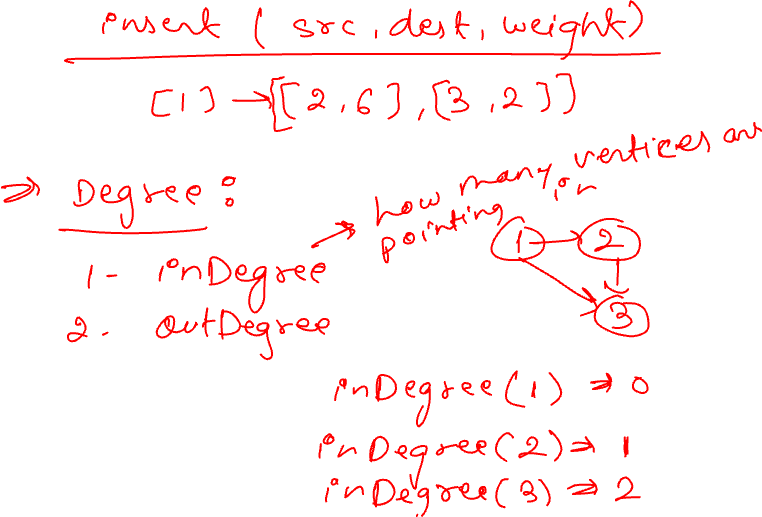 insert ( src, dest, weight)
[1] → [[2,6],[3,2]]
⇒ Degree :
how many vertices are
pointing in
1- inDegree
2- outDegree
1 → 2
3
inDegree(1) ⇒ 0
inDegree(2) ⇒ 1
inDegree(3) ⇒ 2